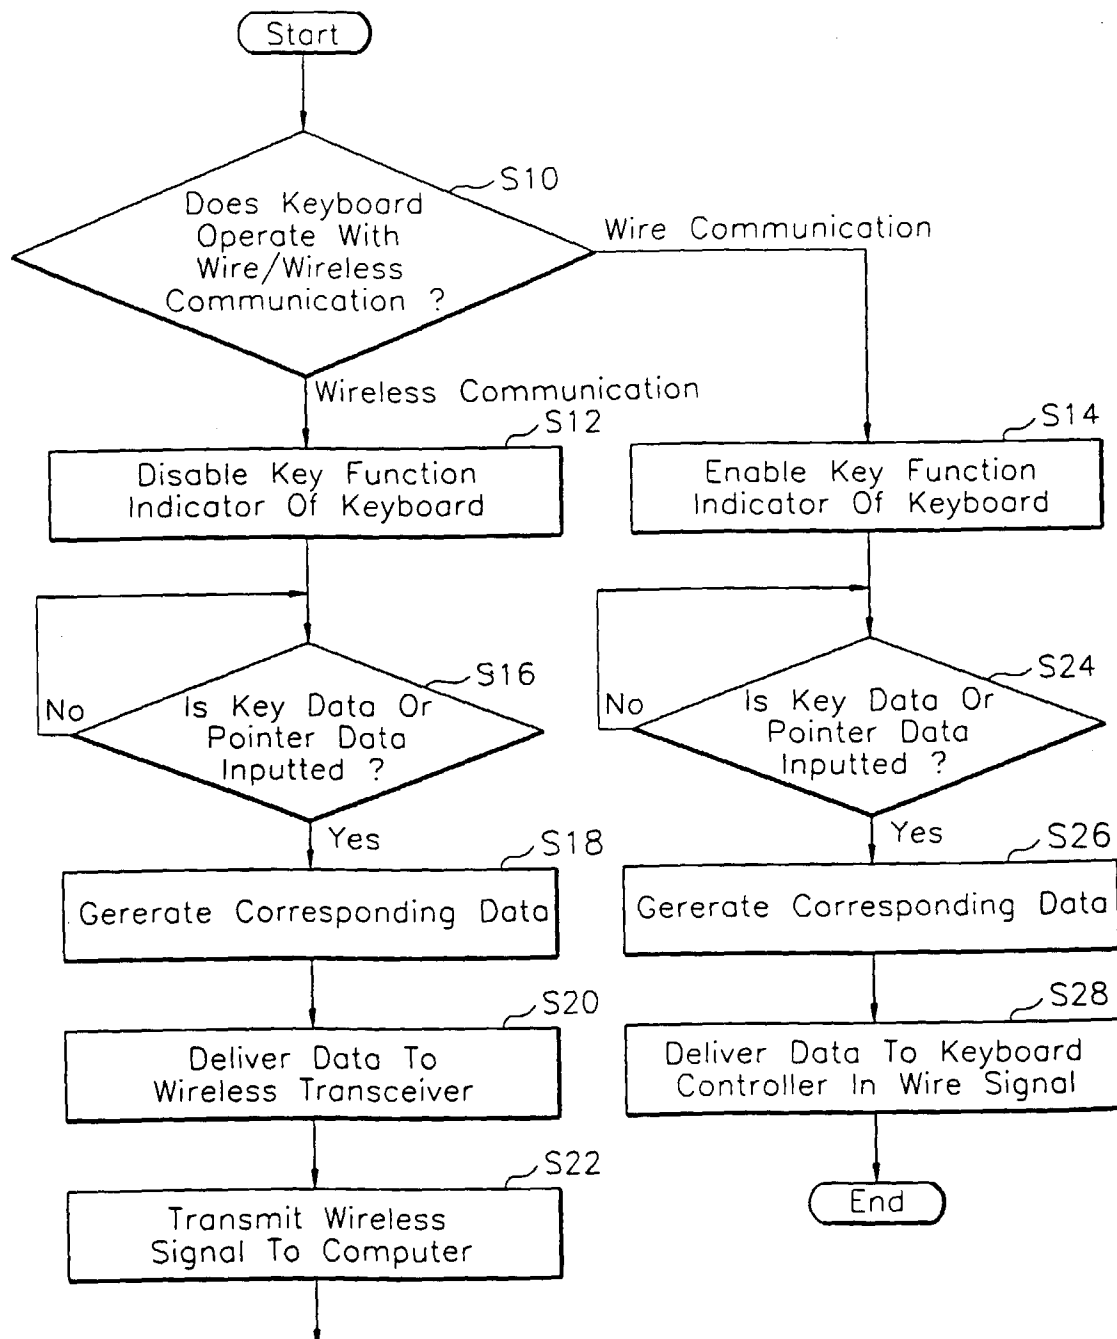 Start
S10
Does Keyboard
Operate With
Wire/Wireless
Communication ?
Wire Communication
Wireless Communication
S12
Disable Key Function
Indicator Of Keyboard
S14
Enable Key Function
Indicator Of Keyboard
S16
No
Is Key Data Or
Pointer Data
Inputted ?
Yes
S24
No
Is Key Data Or
Pointer Data
Inputted ?
Yes
S18
Gererate Corresponding Data
S26
Gererate Corresponding Data
S20
Deliver Data To
Wireless Transceiver
S28
Deliver Data To Keyboard
Controller In Wire Signal
S22
Transmit Wireless
Signal To Computer
End